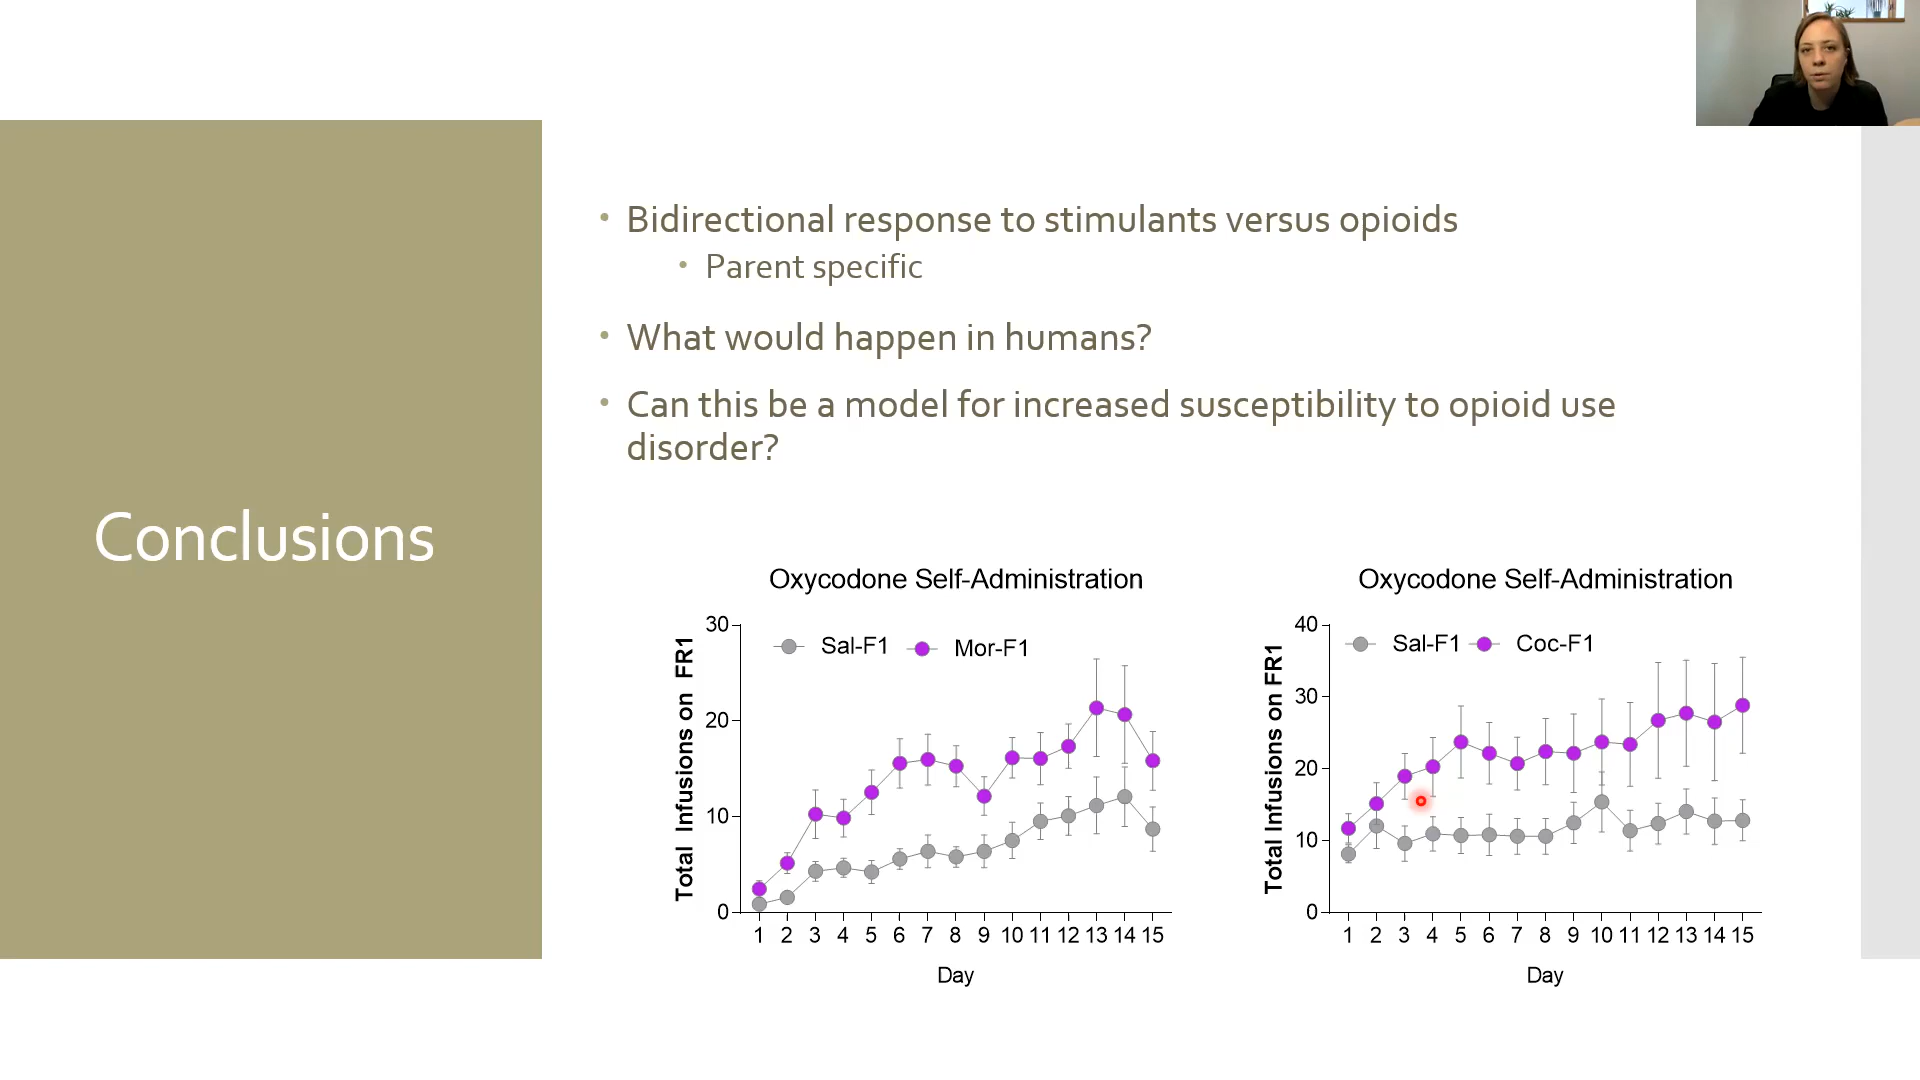 Conclusions
Bidirectional response to stimulants versus opioids
Parent specific
What would happen in humans?
Can this be a model for increased susceptibility to opioid use
disorder?
Oxycodone Self-Administration
Total Infusions on FR1
30
20
10
0
Sal-F1 Mor-F1
1 2 3 4 5 6 7 8 9 10 11 12 13 14 15
Day
Oxycodone Self-Administration
Total Infusions on FR1
40
30
20
10
0
Sal-F1 Coc-F1
1 2 3 4 5 6 7 8 9 10 11 12 13 14 15
Day